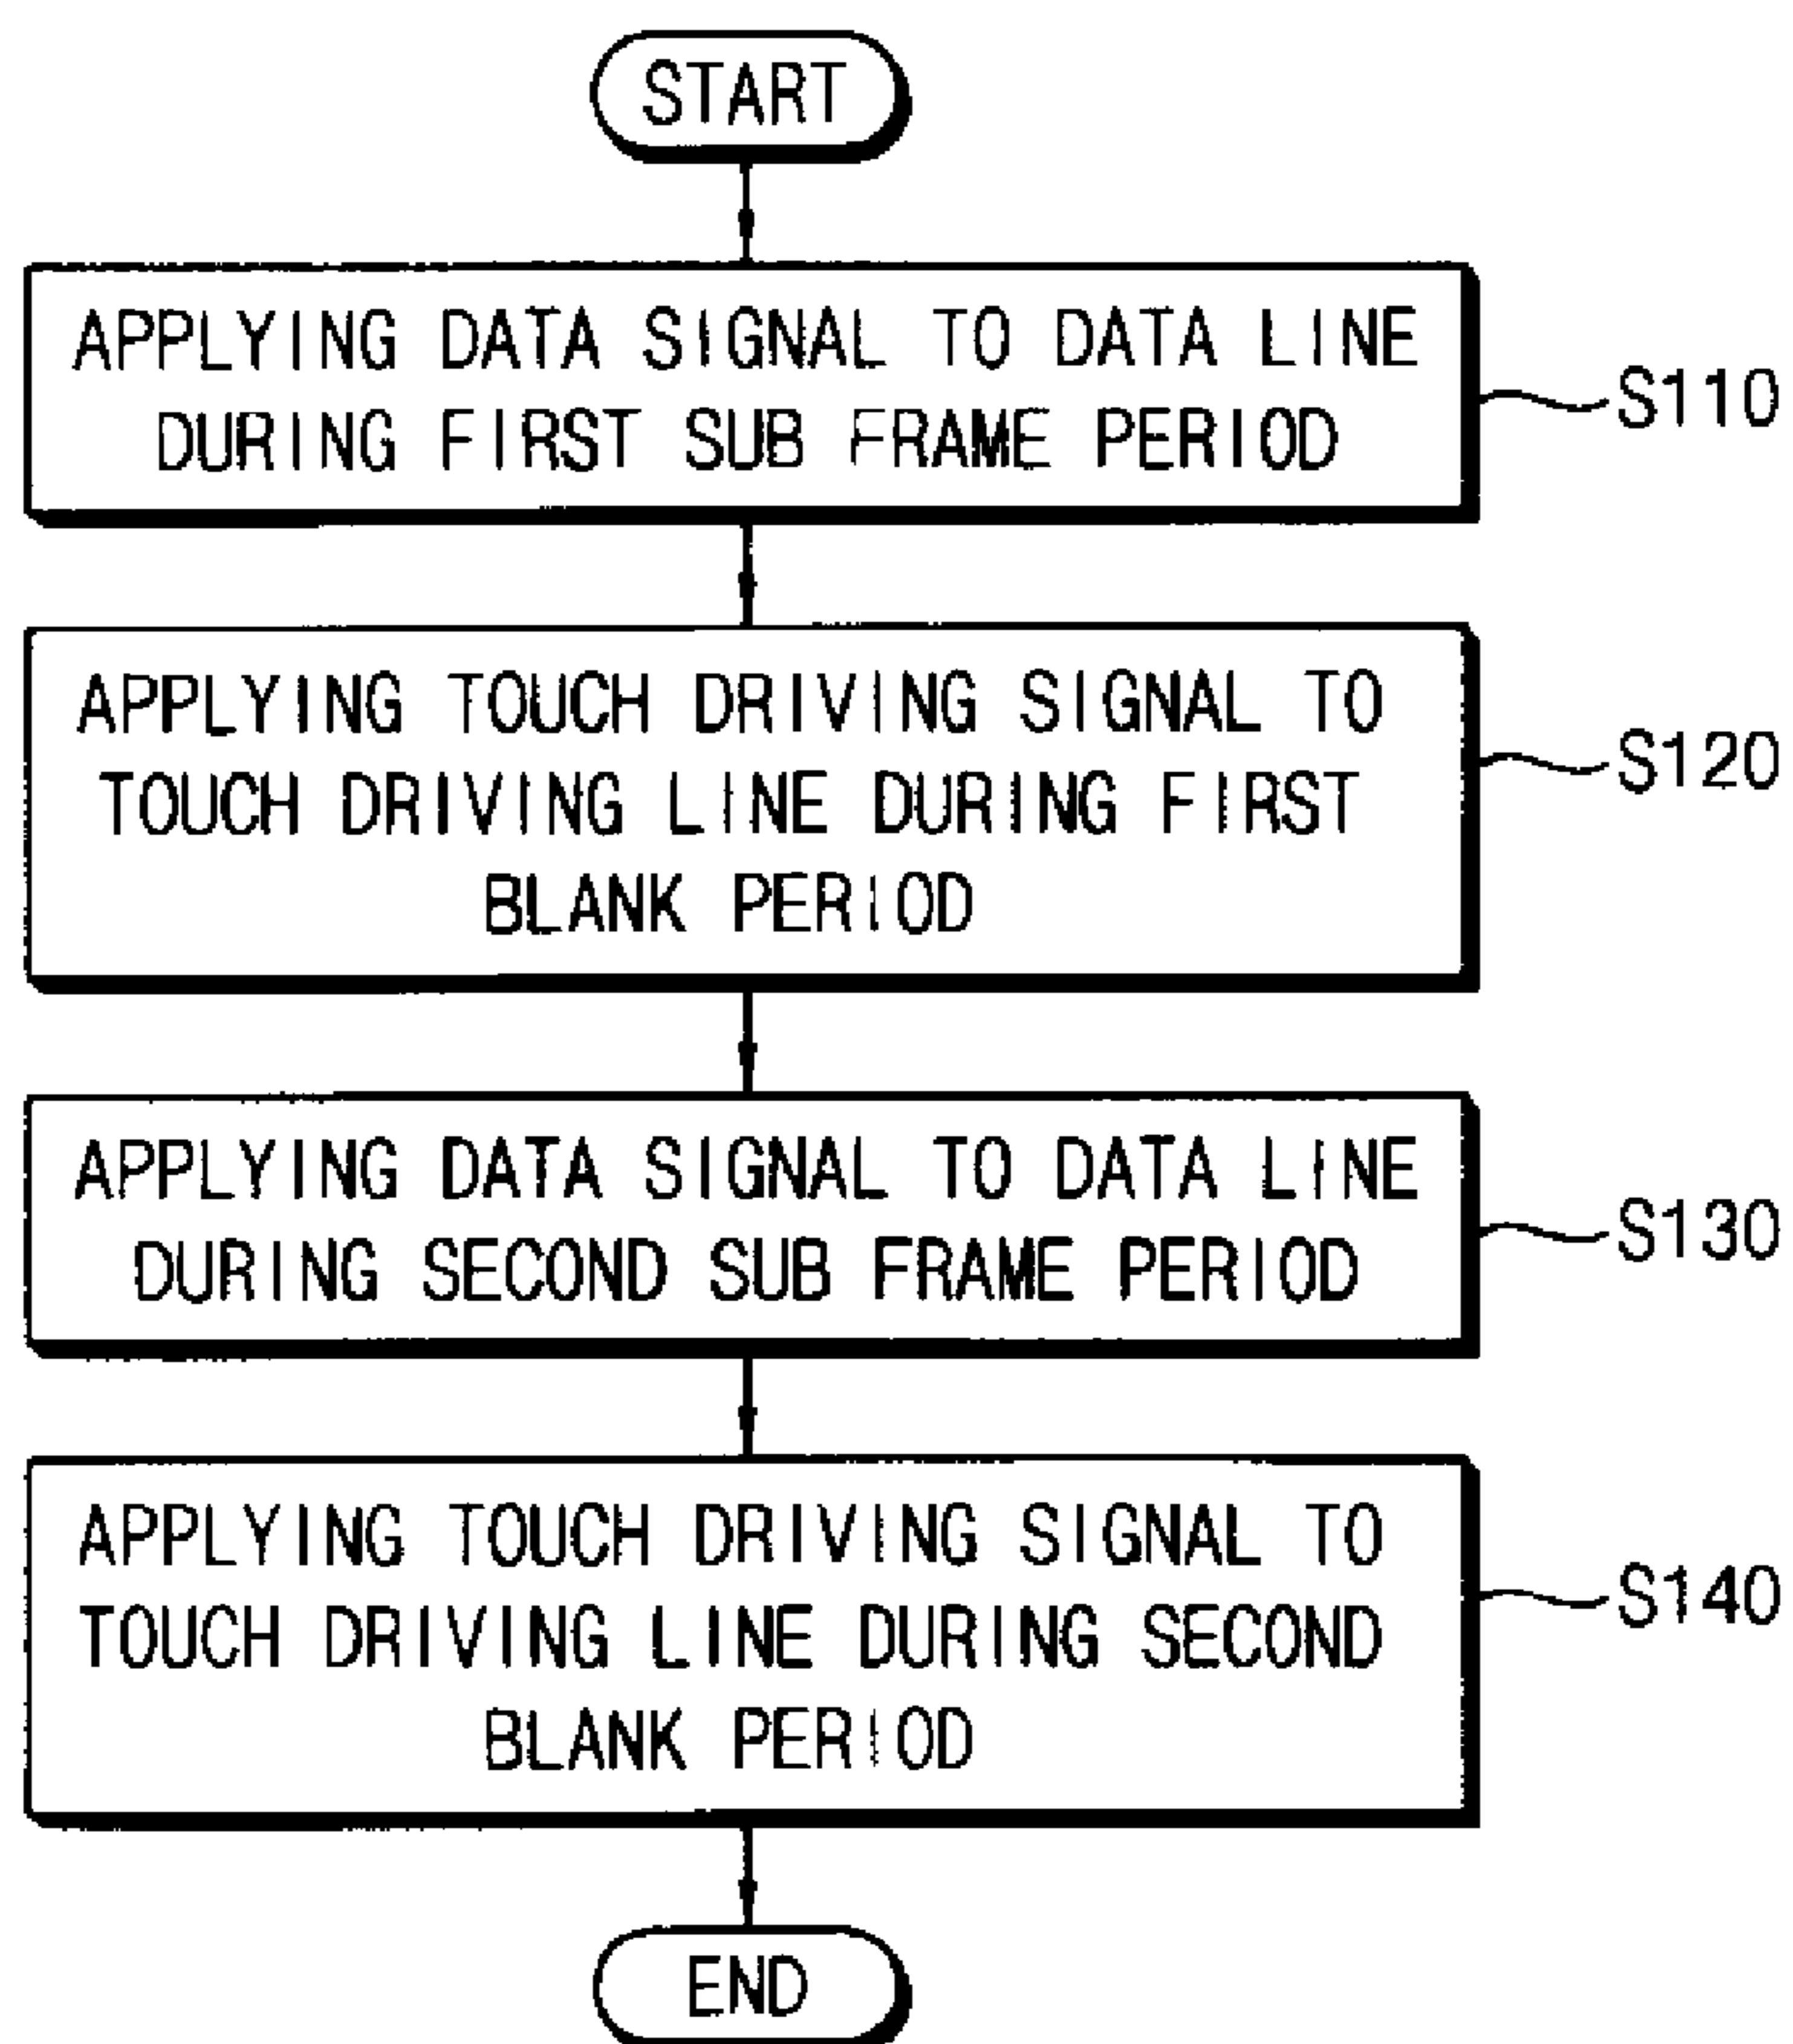 START
APPLYING DATA SIGNAL TO DATA LINE
DURING FIRST SUB FRAME PERIOD
S110
APPLYING TOUCH DRIVING SIGNAL TO
TOUCH DRIVING LINE DURING FIRST
BLANK PERIOD
S120
APPLYING DATA SIGNAL TO DATA LINE
DURING SECOND SUB FRAME PERIOD
S130
APPLYING TOUCH DRIVING SIGNAL TO
TOUCH DRIVING LINE DURING SECOND
BLANK PERIOD
S140
END